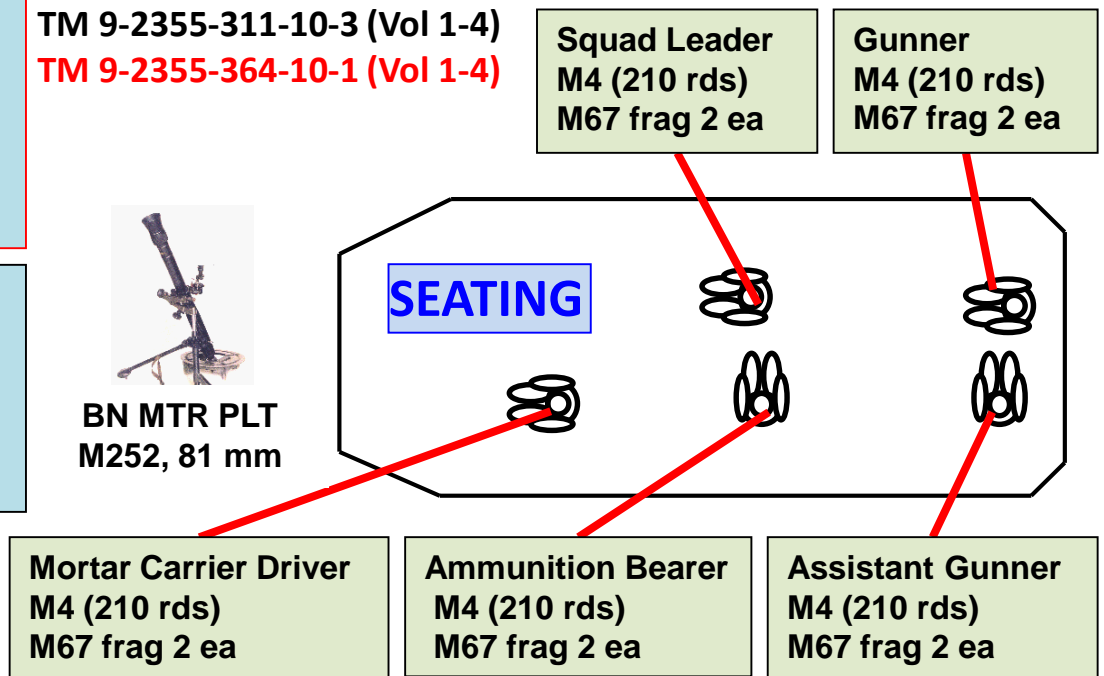 TM 9-2355-311-10-3 (Vol 1-4)
TM 9-2355-364-10-1 (Vol 1-4)
Squad Leader
M4 (210 rds)
M67 frag 2 ea
Gunner
M4 (210 rds)
M67 frag 2 ea
SEATING
BN MTR PLT
M252, 81 mm
Mortar Carrier Driver
M4 (210 rds)
M67 frag 2 ea
Ammunition Bearer
M4 (210 rds)
M67 frag 2 ea
Assistant Gunner
M4 (210 rds)
M67 frag 2 ea